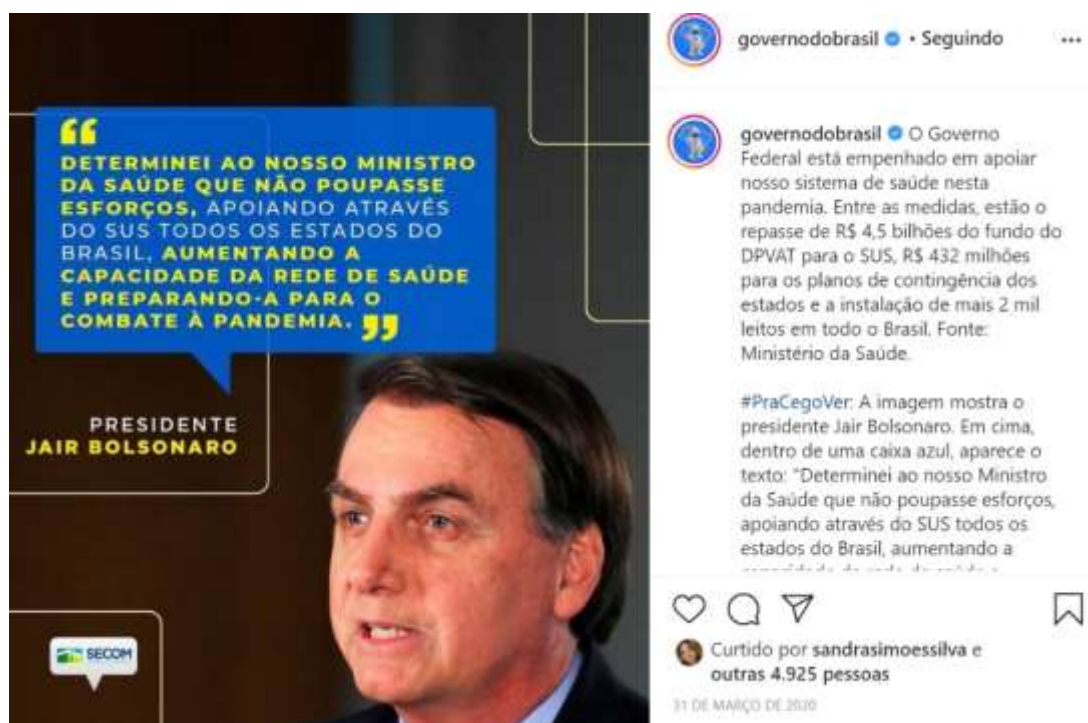 “
DETERMINEI AO NOSSO MINISTRO
DA SAÚDE QUE NÃO POUPASSE
ESFORÇOS, APOIANDO ATRAVÉS
DO SUS TODOS OS ESTADOS DO
BRASIL, AUMENTANDO A
CAPACIDADE DA REDE DE SAÚDE
E PREPARANDO-A PARA O
COMBATE À PANDEMIA. ”
PRESIDENTE
JAIR BOLSONARO
SECOM
governodobrasil • Seguindo
governodobrasil O Governo
Federal está empenhado em apoiar
nosso sistema de saúde nesta
pandemia. Entre as medidas, estão o
repasse de R$ 4,5 bilhões do fundo do
DPVAT para o SUS, R$ 432 milhões
para os planos de contingência dos
estados e a instalação de mais 2 mil
leitos em todo o Brasil. Fonte:
Ministério da Saúde.
#PraCegoVer: A imagem mostra o
presidente Jair Bolsonaro. Em cima,
dentro de uma caixa azul, aparece o
texto: "Determinei ao nosso Ministro
da Saúde que não poupasse esforços,
apoiando através do SUS todos os
estados do Brasil, aumentando a
Curtido por sandrasimoessilva e
outras 4.925 pessoas
31 DE MARÇO DE 2020